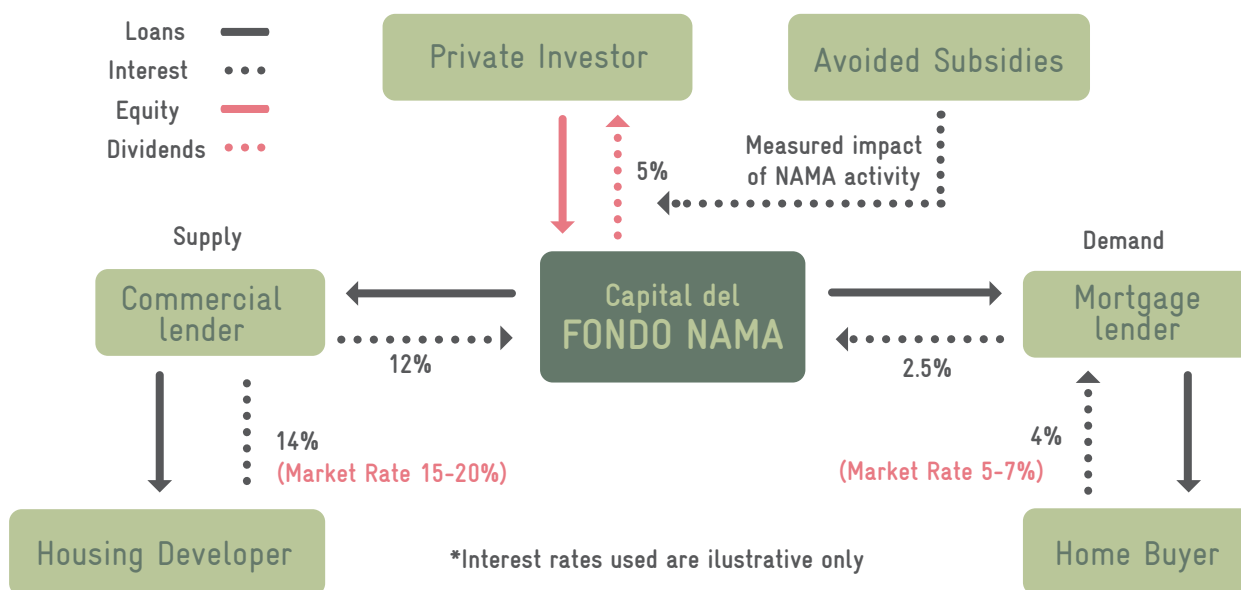 Loans
Interest
Equity
Dividends
Private Investor
Avoided Subsidies
5%
Measured impact
of NAMA activity
Supply
Demand
Commercial
lender
Capital del
FONDO NAMA
Mortgage
lender
12%
2.5%
14%
(Market Rate 15-20%)
4%
(Market Rate 5-7%)
Housing Developer
*Interest rates used are ilustrative only
Home Buyer